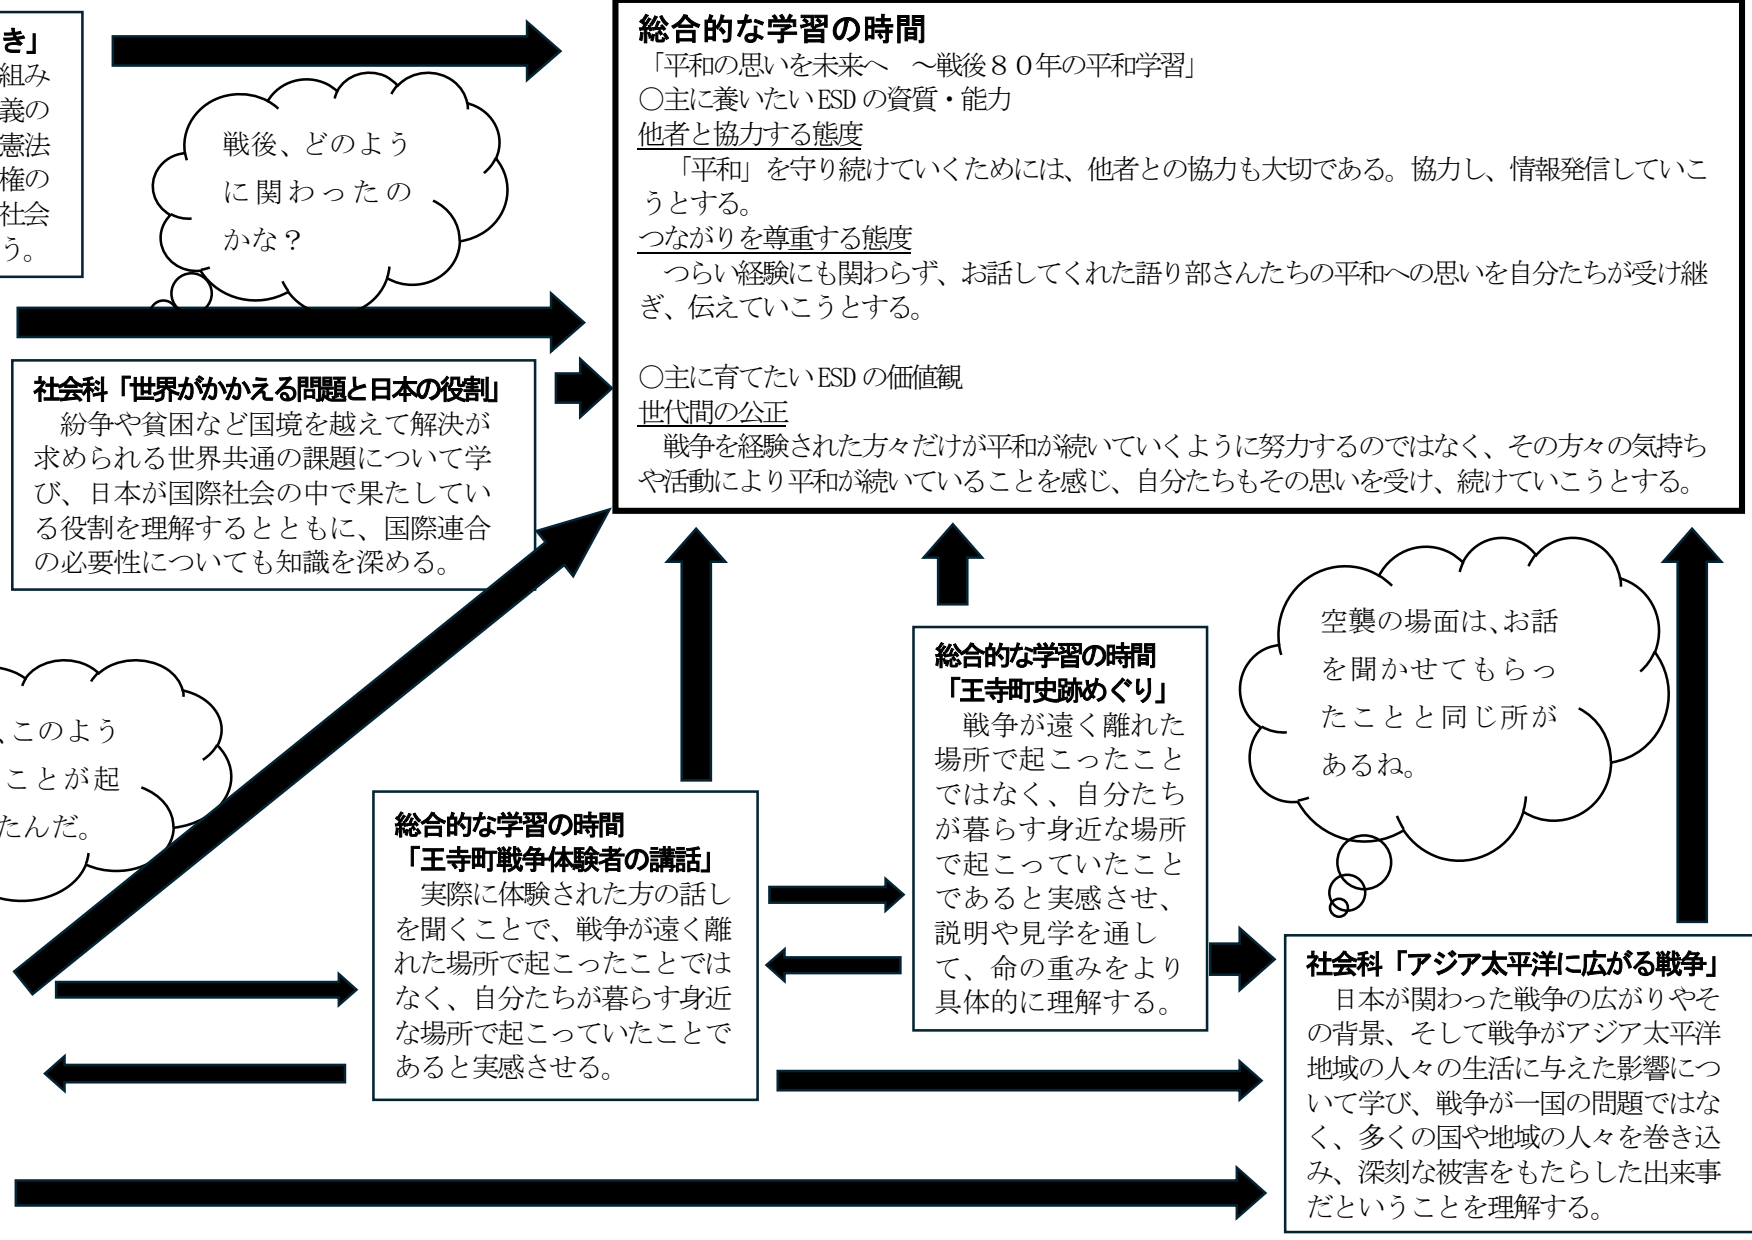 き」
組み
義の
憲法
権の
社会
う。
戦後、どのよう
に関わったの
かな？
総合的な学習の時間
「平和の思いを未来へ　～戦後８０年の平和学習」
〇主に養いたいESDの資質・能力
他者と協力する態度
「平和」を守り続けていくためには、他者との協力も大切である。協力し、情報発信していこ
うとする。
つながりを尊重する態度
つらい経験にも関わらず、お話してくれた語り部さんたちの平和への思いを自分たちが受け継
ぎ、伝えていこうとする。
〇主に育てたいESDの価値観
世代間の公正
戦争を経験された方々だけが平和が続いていくように努力するのではなく、その方々の気持ち
や活動により平和が続いていることを感じ、自分たちもその思いを受け、続けていこうとする。
社会科「世界がかかえる問題と日本の役割」
紛争や貧困など国境を越えて解決が
求められる世界共通の課題について学
び、日本が国際社会の中で果たしてい
る役割を理解するとともに、国際連合
の必要性についても知識を深める。
、このよう
ことが起
たんだ。
総合的な学習の時間
「王寺町戦争体験者の講話」
実際に体験された方の話し
を聞くことで、戦争が遠く離
れた場所で起こったことでは
なく、自分たちが暮らす身近
な場所で起こっていたことで
あると実感させる。
総合的な学習の時間
「王寺町史跡めぐり」
戦争が遠く離れた
場所で起こったこと
ではなく、自分たち
が暮らす身近な場所
で起こっていたこと
であると実感させ、
説明や見学を通し
て、命の重みをより
具体的に理解する。
空襲の場面は、お話
を聞かせてもらっ
たことと同じ所が
あるね。
社会科「アジア太平洋に広がる戦争」
日本が関わった戦争の広がりやそ
の背景、そして戦争がアジア太平洋
地域の人々の生活に与えた影響につ
いて学び、戦争が一国の問題ではな
く、多くの国や地域の人々を巻き込
み、深刻な被害をもたらした出来事
だということを理解する。